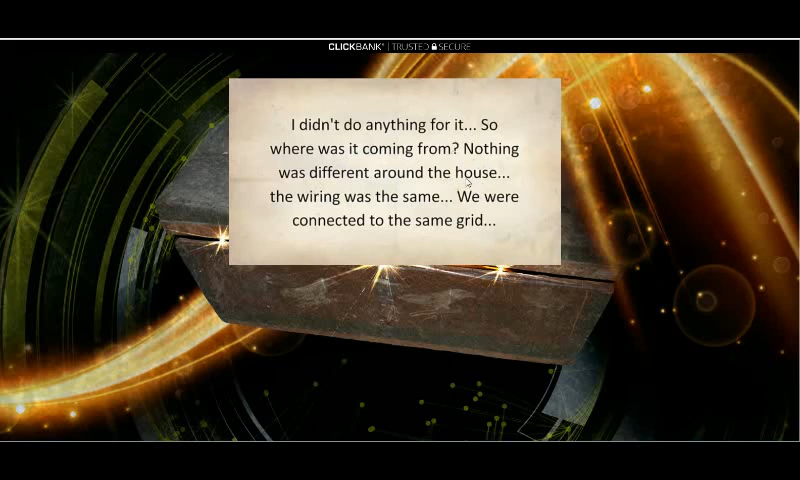 CLICKBANK® | TRUSTED SECURE
I didn't do anything for it... So
where was it coming from? Nothing
was different around the house...
the wiring was the same... We were
connected to the same grid...